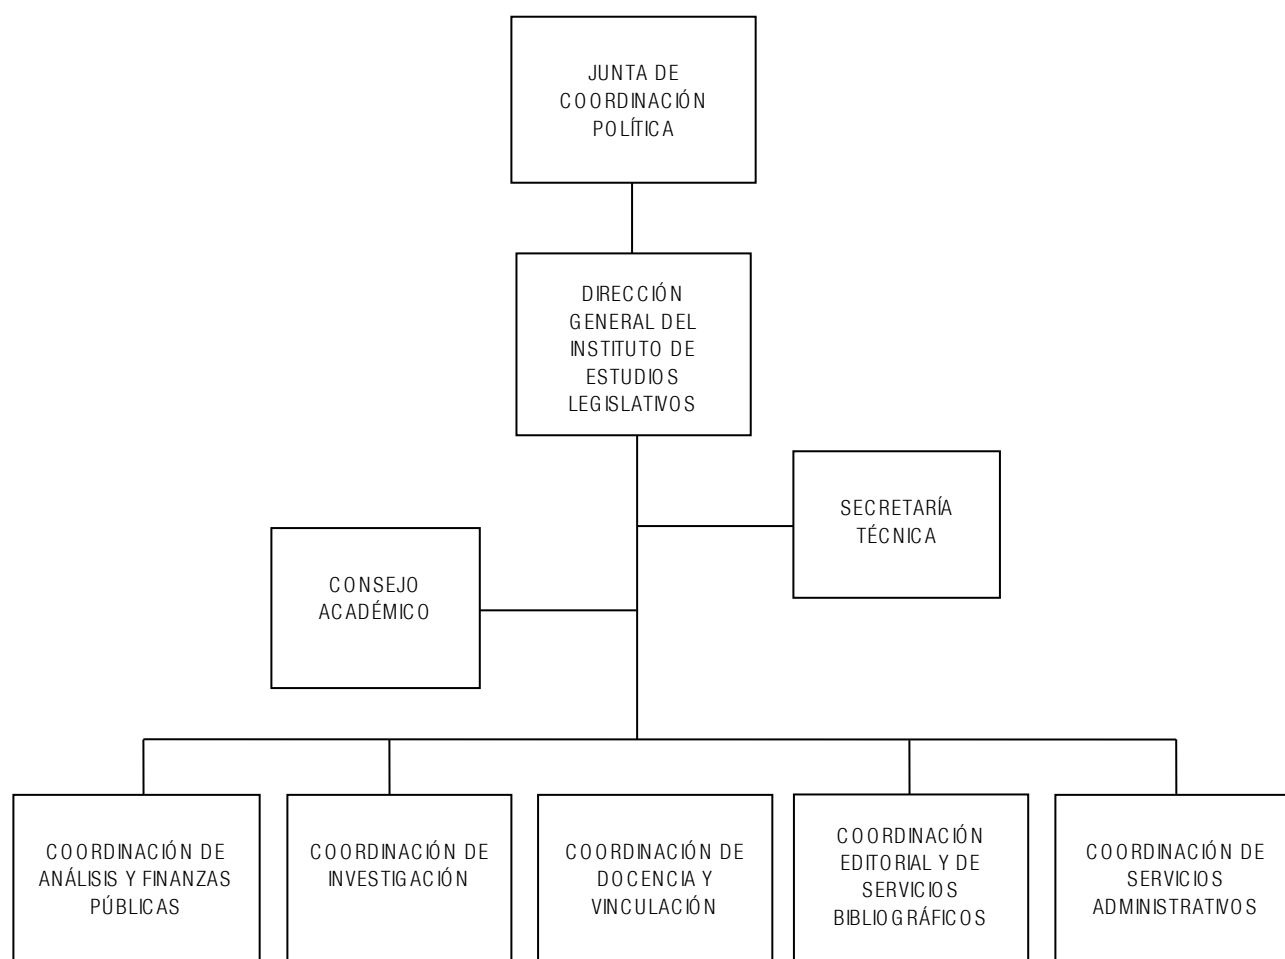 JUNTA DE
COORDINACIÓN
POLÍTICA
DIRECCIÓN
GENERAL DEL
INSTITUTO DE
ESTUDIOS
LEGISLATIVOS
SECRETARÍA
TÉCNICA
CONSEJO
ACADÉMICO
COORDINACIÓN DE
ANÁLISIS Y FINANZAS
PÚBLICAS
COORDINACIÓN DE
INVESTIGACIÓN
COORDINACIÓN DE
DOCENCIA Y
VINCULACIÓN
COORDINACIÓN
EDITORIAL Y DE
SERVICIOS
BIBLIOGRÁFICOS
COORDINACIÓN DE
SERVICIOS
ADMINISTRATIVOS